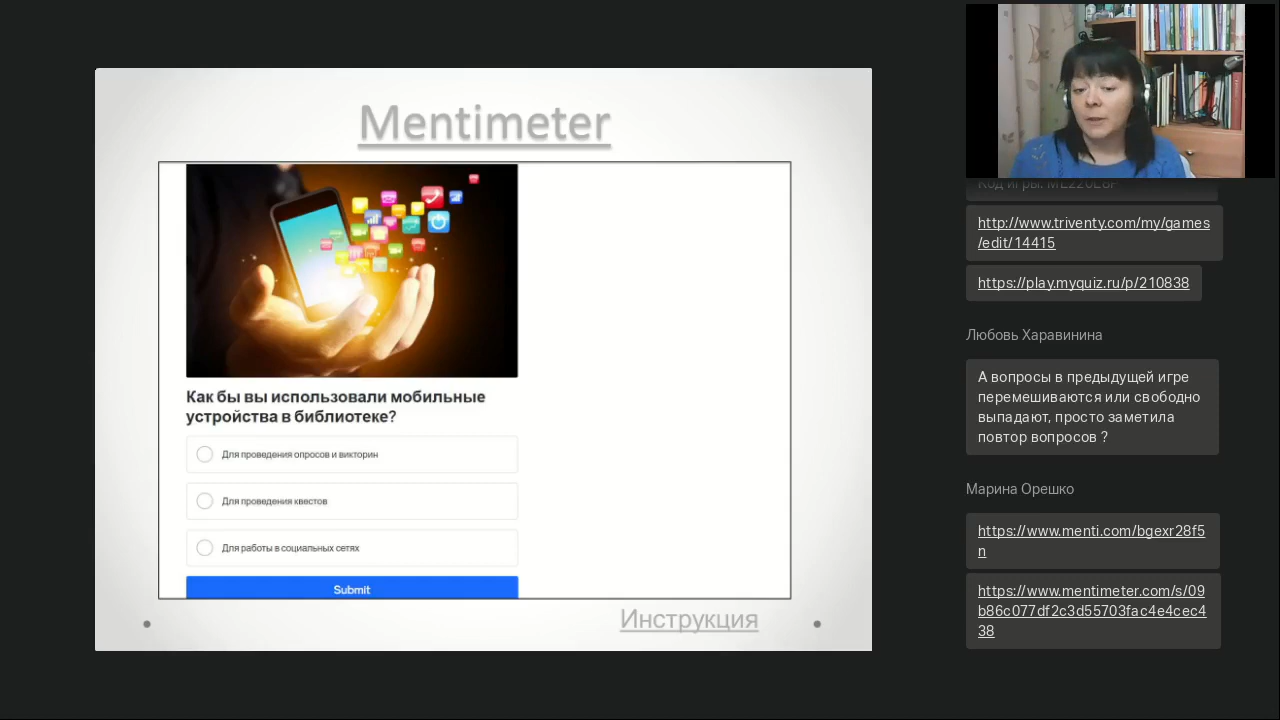 Mentimeter
Как бы вы использовали мобильные
устройства в библиотеке?
Для проведения опросов и викторин
Для проведения квестов
Для работы в социальных сетях
Submit
Инструкция
Код игры:
http://www.triventy.com/my/games
/edit/14415
https://play.myquiz.ru/p/210838
Любовь Харавинина
А вопросы в предыдущей игре
перемешиваются или свободно
выпадают, просто заметила
повтор вопросов ?
Марина Орешко
https://www.menti.com/bgexr28f5
n
https://www.mentimeter.com/s/09
b86c077df2c3d55703fac4e4cec4
38